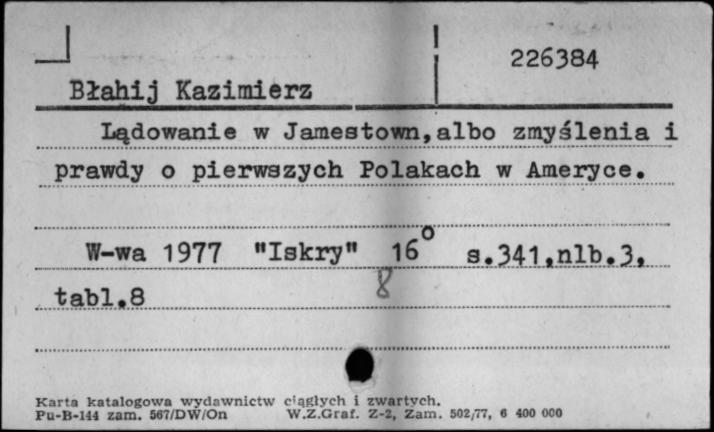 226384
Błahij Kazimierz
Lądowanie w Jamestown,albo zmyślenia i
prawdy o pierwszych Polakach w Ameryce.
W-wa 1977 "Iskry" 16° s.341,nlb.3,
8
tabl.8
Karta katalogowa wydawnictw ciągłych i zwartych.
Pu-B-144 zam. 567/DW/On W.Z.Graf. Z-2, Zam. 502/77, 6 400 000